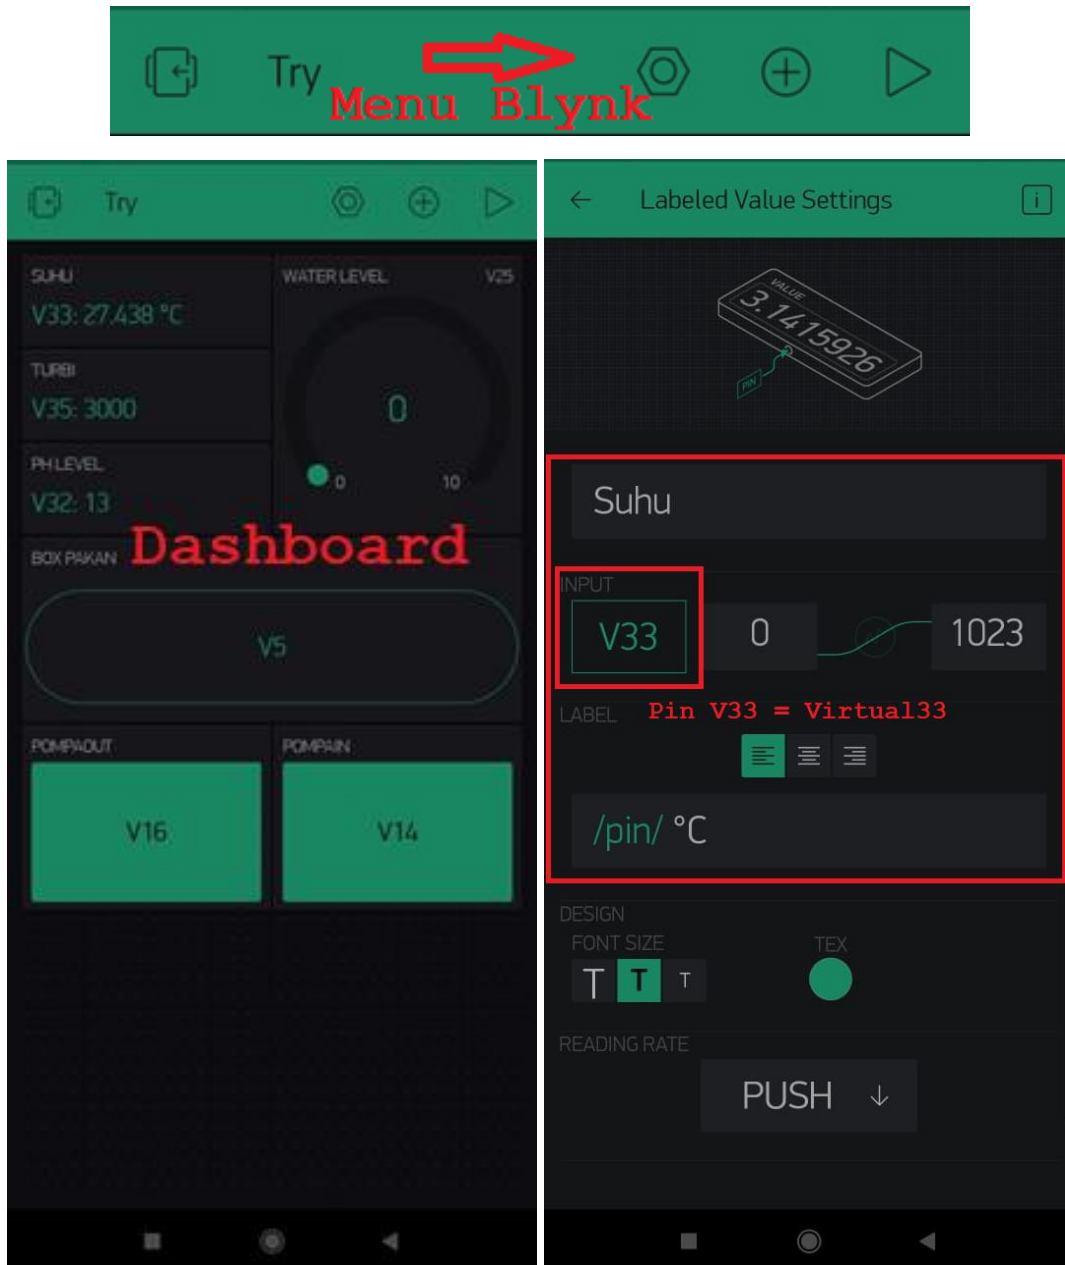 Try
Menu Blynk
Try
SUHU
V33: 27.438 °C
WATER LEVEL V25
TURBI
V35: 3000
0
PH LEVEL
V32: 13
0 10
Dashboard
BOX PAKAN
V5
POMPAOUT
POMPAIN
V16
V14
Labeled Value Settings
i
VALUE
3.1415926
PIN
Suhu
INPUT
V33 0 1023
Pin V33 = Virtual33
LABEL
/pin/ °C
DESIGN
FONT SIZE TEX
T T T
READING RATE
PUSH ↓